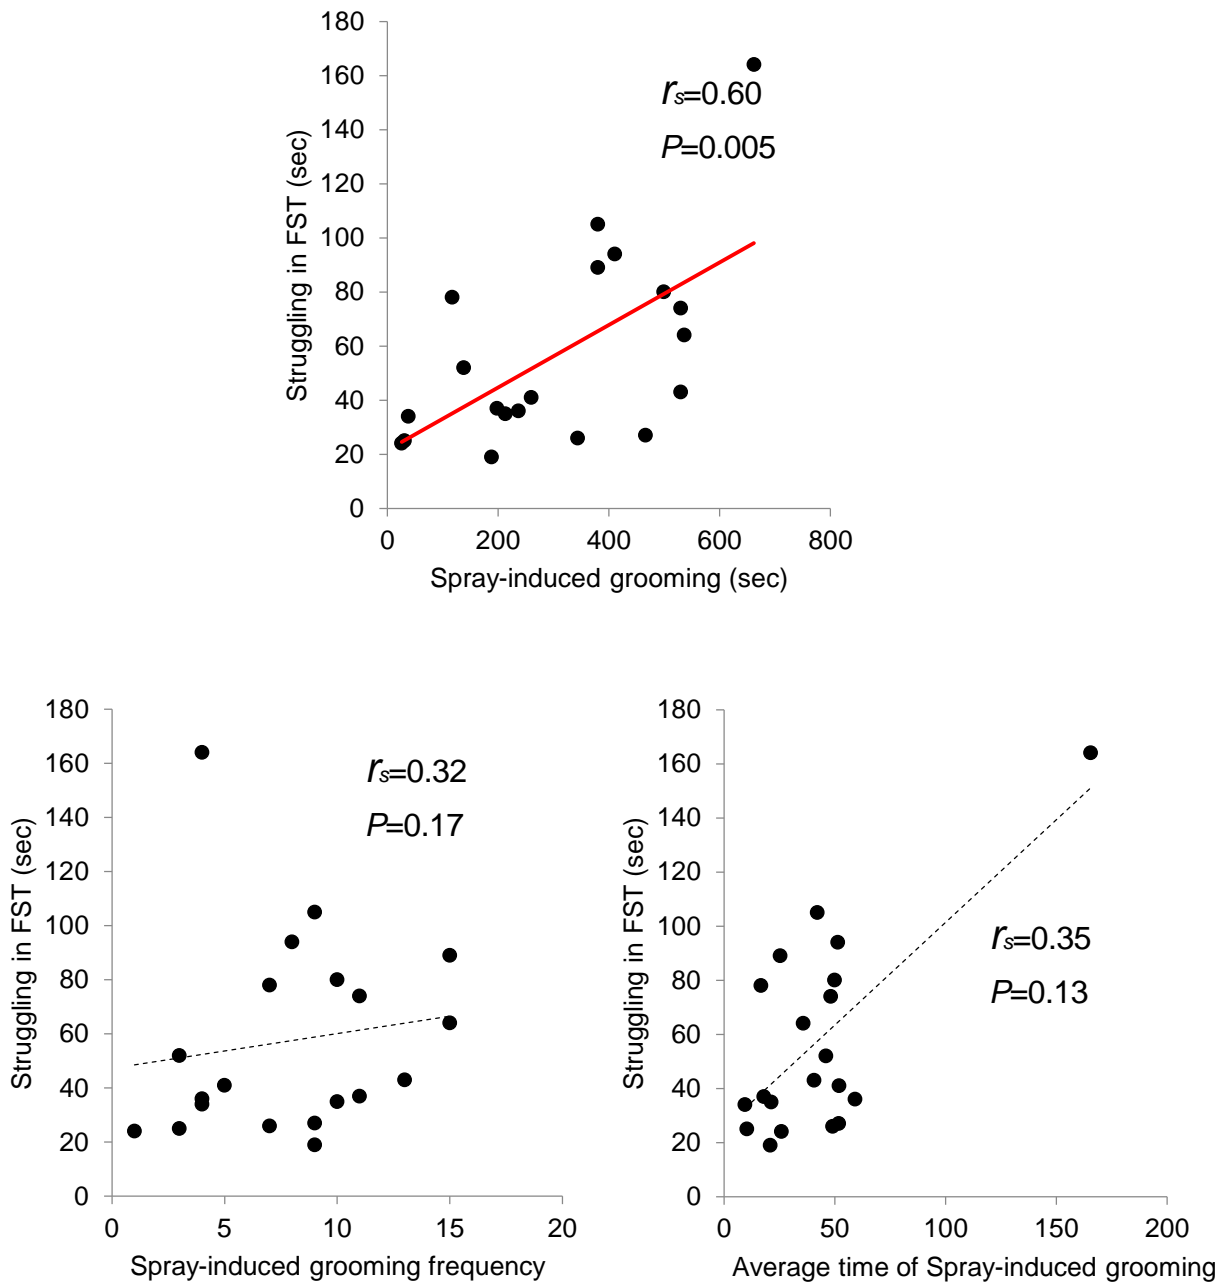 180
160
140
120
100
80
60
40
20
0
Struggling in FST (sec)
rs=0.60
P=0.005
0 200 400 600 800
Spray-induced grooming (sec)
180
160
140
120
100
80
60
40
20
0
Struggling in FST (sec)
rs=0.32
P=0.17
0 5 10 15 20
Spray-induced grooming frequency
180
160
140
120
100
80
60
40
20
0
Struggling in FST (sec)
rs=0.35
P=0.13
0 50 100 150 200
Average time of Spray-induced grooming